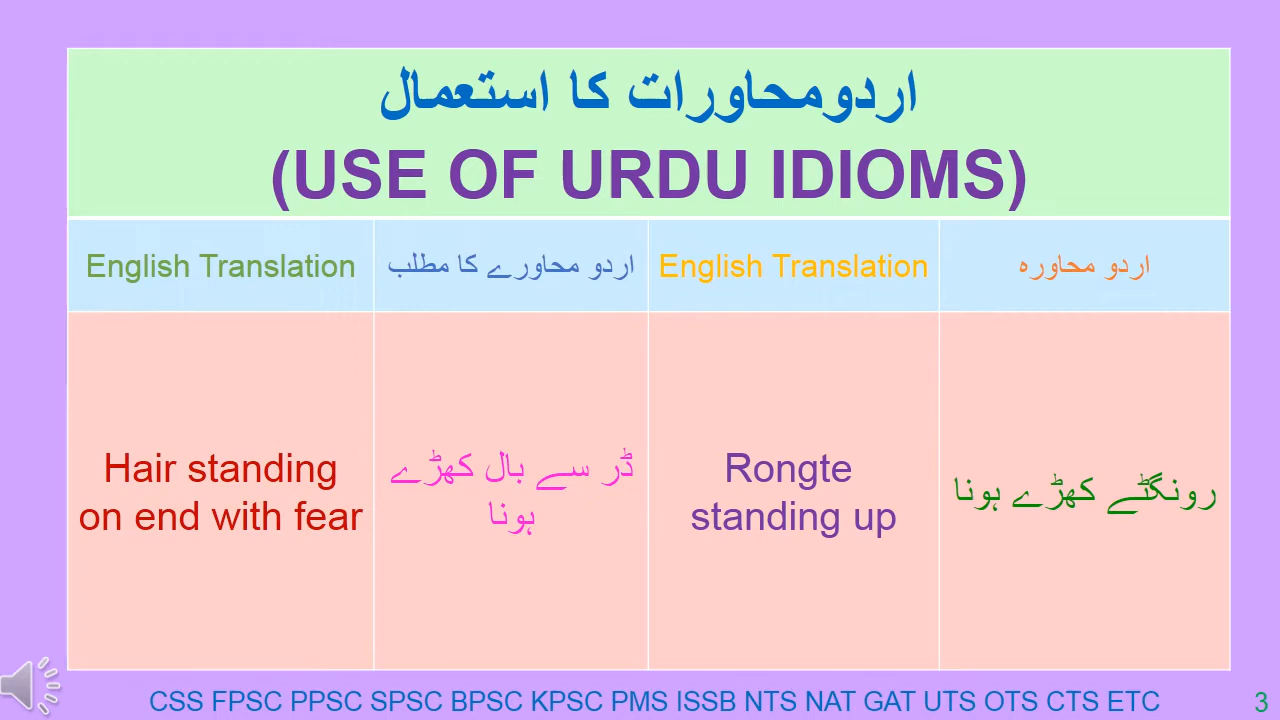 اردومحاورات کا استعمال
(USE OF URDU IDIOMS)
English Translation
اردو محاورے کا مطلب
English Translation
اردو محاورہ
Hair standing
on end with fear
ڈر سے بال کھڑے
ہونا
Rongte
standing up
رونگٹے کھڑے ہونا
CSS FPSC PPSC SPSC BPSC KPSC PMS ISSB NTS NAT GAT UTS OTS CTS ETC
3